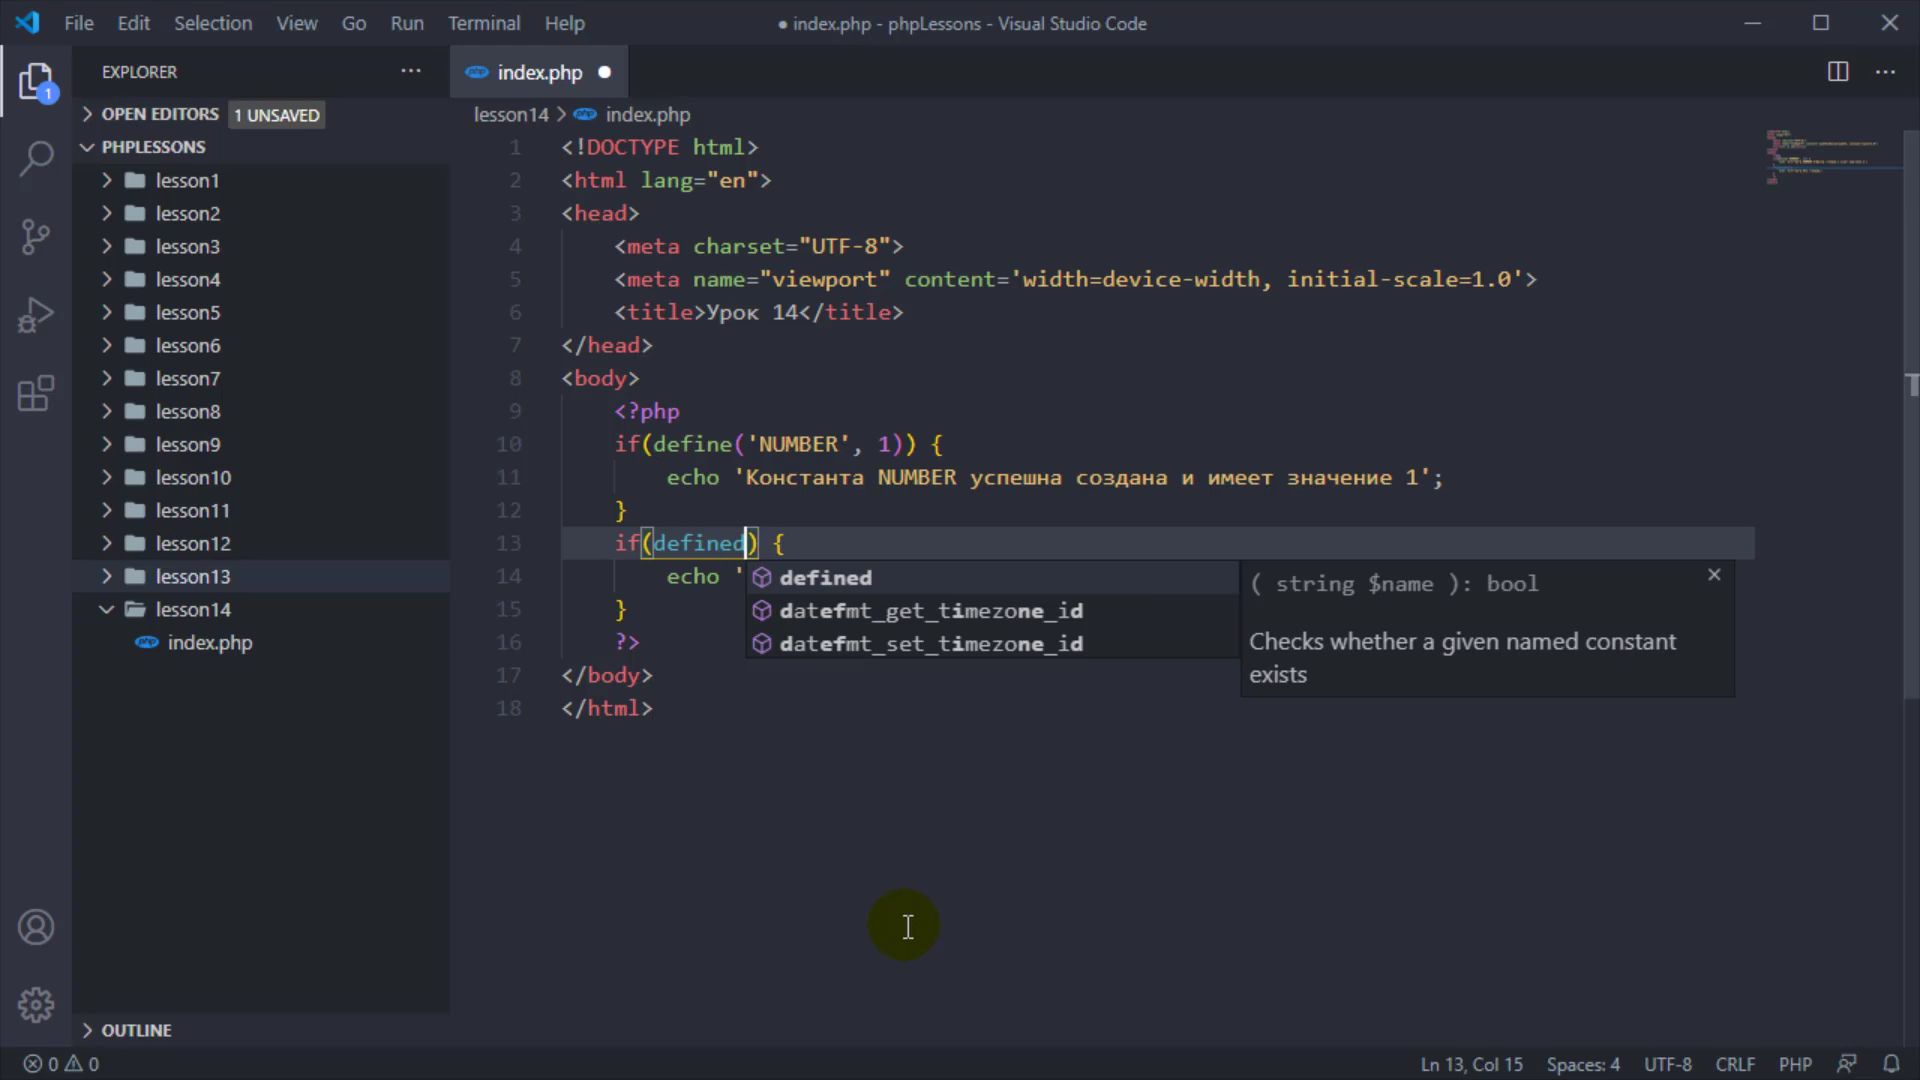 File Edit Selection View Go Run Terminal Help
● index.php - phpLessons - Visual Studio Code
EXPLORER
index.php
1
OPEN EDITORS 1 UNSAVED
PHPLESSONS
lesson1
lesson2
lesson3
lesson4
lesson5
lesson6
lesson7
lesson8
lesson9
lesson10
lesson11
lesson12
lesson13
lesson14
php index.php
OUTLINE
lesson14 > php index.php
1 <!DOCTYPE html>
2 <html lang="en">
3 <head>
4 <meta charset="UTF-8">
5 <meta name="viewport" content='width=device-width, initial-scale=1.0'>
6 <title>Урок 14</title>
7 </head>
8 <body>
9 <?php
10 if(define('NUMBER', 1)) {
11 echo 'Константа NUMBER успешна создана и имеет значение 1';
12 }
13 if(defined) {
14 echo '
15 }
16 ?>
17 </body>
18 </html>
defined
datefmt_get_timezone_id
datefmt_set_timezone_id
( string $name ): bool
Checks whether a given named constant
exists
0 0
Ln 13, Col 15 Spaces: 4 UTF-8 CRLF PHP